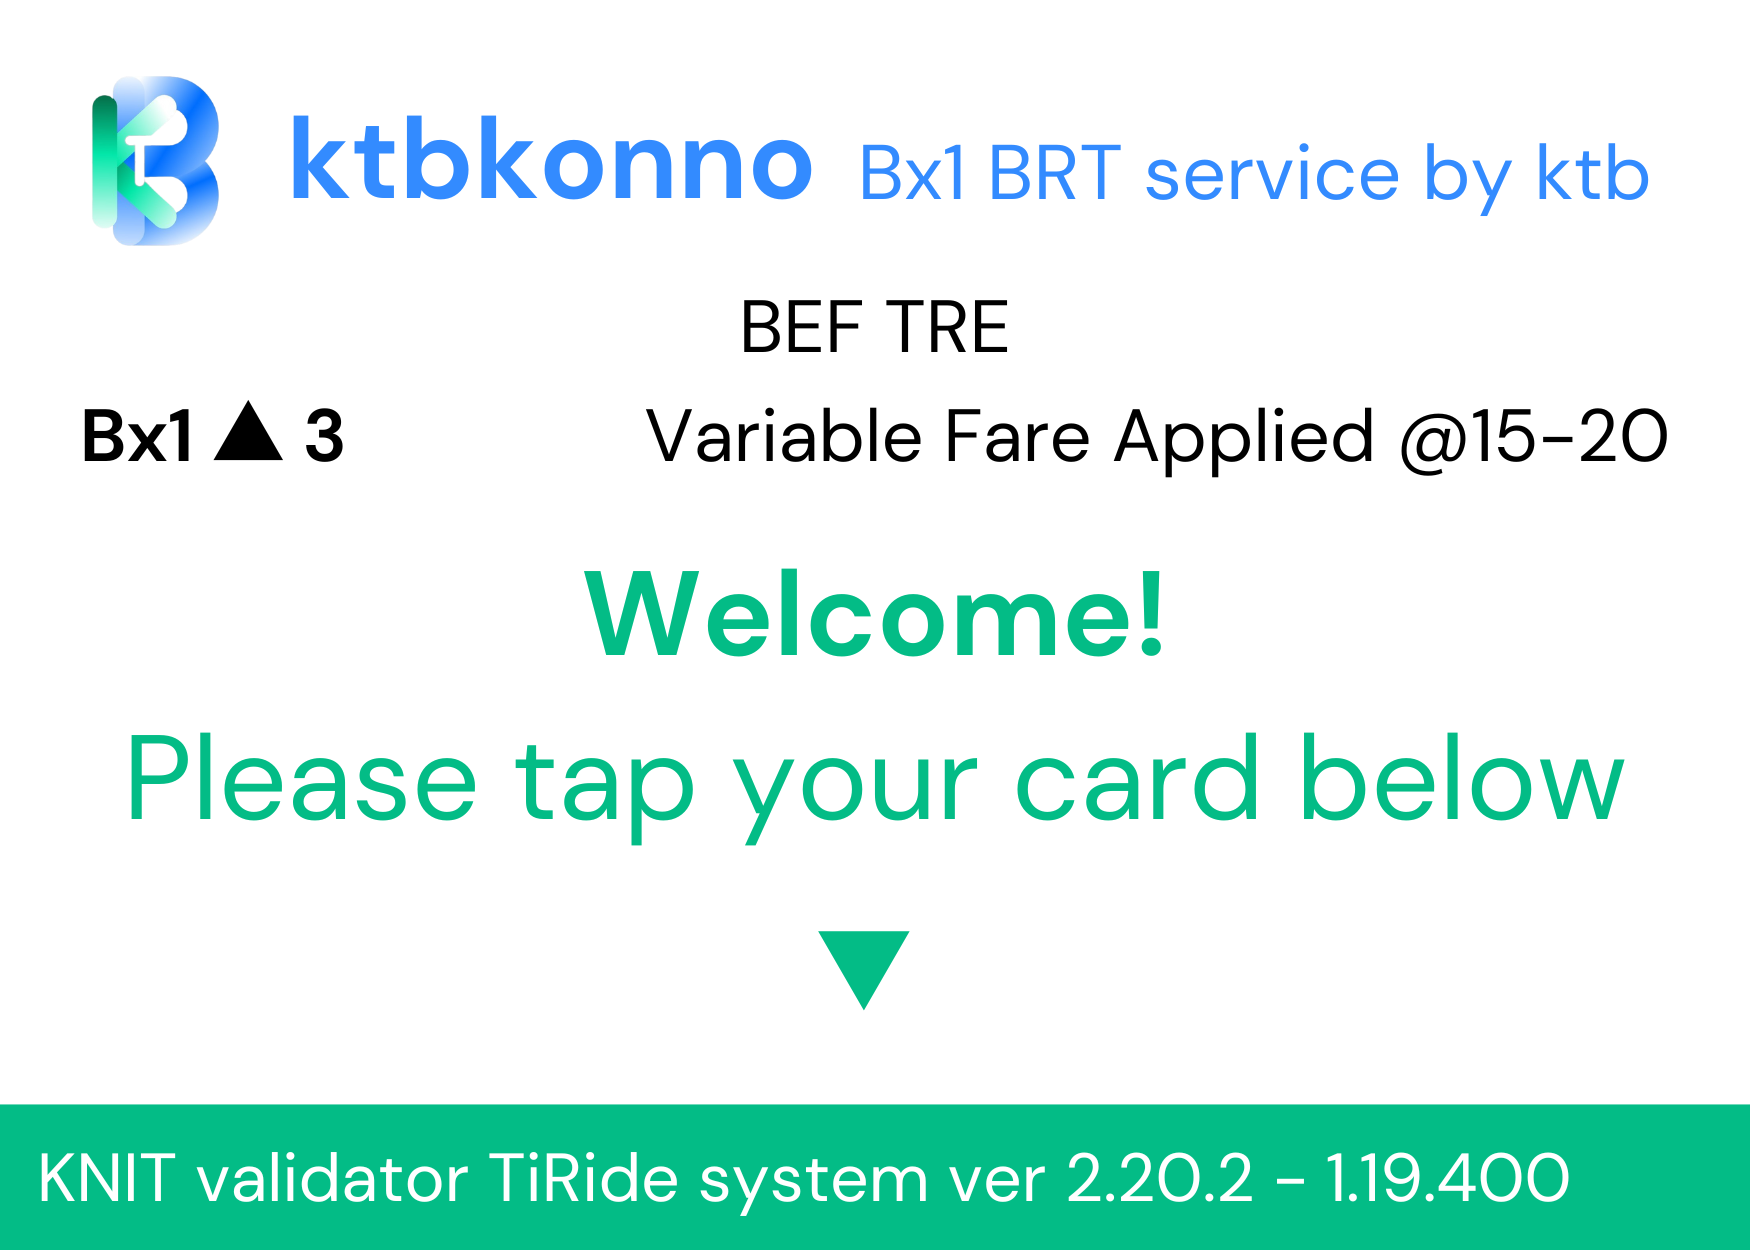 ktbkonno Bx1 BRT service by ktb
BEF TRE
Bx1 ▲ 3 Variable Fare Applied @15-20
Welcome!
Please tap your card below
▼
KNIT validator TiRide system ver 2.20.2 - 1.19.400